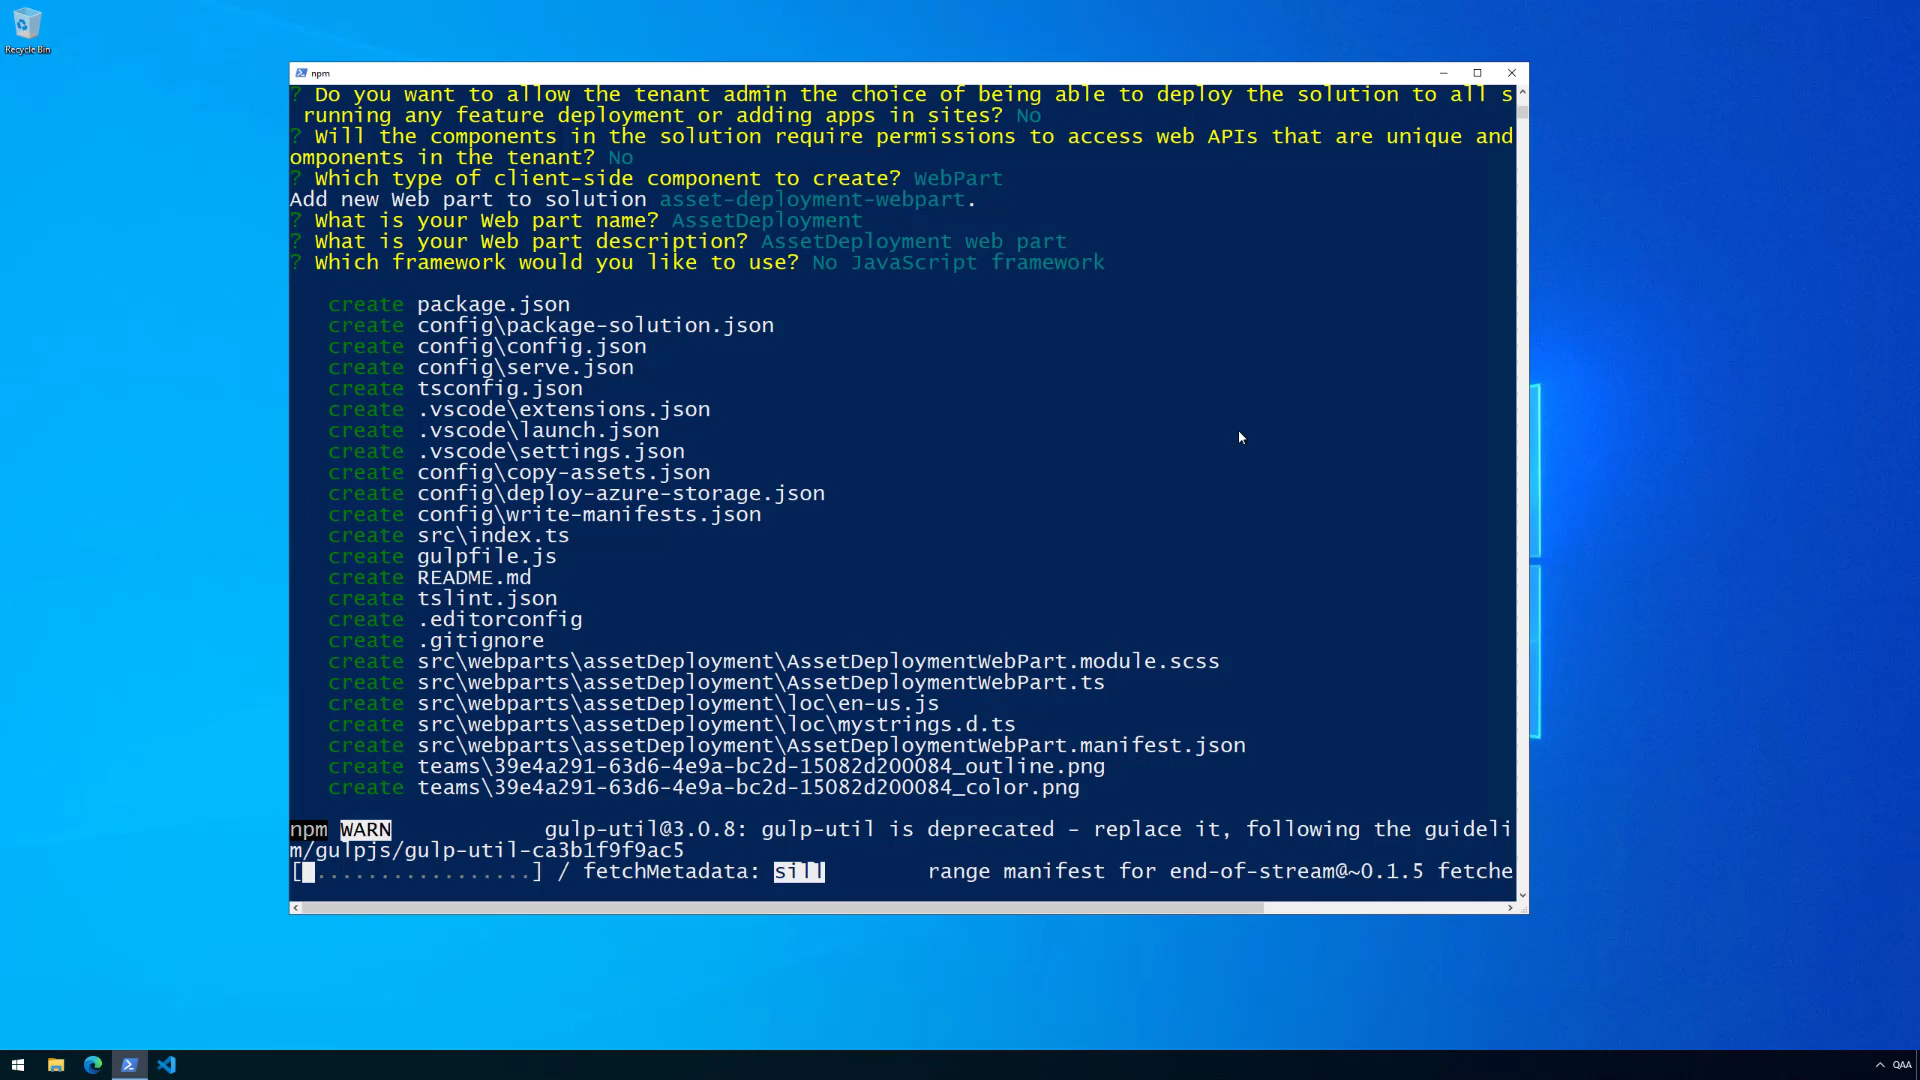 Recycle Bin
npm
? Do you want to allow the tenant admin the choice of being able to deploy the solution to all s
running any feature deployment or adding apps in sites? No
? Will the components in the solution require permissions to access web APIs that are unique and
omponents in the tenant? No
? Which type of client-side component to create? WebPart
Add new Web part to solution asset-deployment-webpart.
? What is your Web part name? AssetDeployment
? What is your Web part description? AssetDeployment web part
? Which framework would you like to use? No JavaScript framework
create package.json
create config\package-solution.json
create config\config.json
create config\serve.json
create tsconfig.json
create .vscode\extensions.json
create .vscode\launch.json
create .vscode\settings.json
create config\copy-assets.json
create config\deploy-azure-storage.json
create config\write-manifests.json
create src\index.ts
create gulpfile.js
create README.md
create tslint.json
create .editorconfig
create .gitignore
create src\webparts\assetDeployment\AssetDeploymentWebPart.module.scss
create src\webparts\assetDeployment\AssetDeploymentWebPart.ts
create src\webparts\assetDeployment\loc\en-us.js
create src\webparts\assetDeployment\loc\mystrings.d.ts
create src\webparts\assetDeployment\AssetDeploymentWebPart.manifest.json
create teams\39e4a291-63d6-4e9a-bc2d-15082d200084_outline.png
create teams\39e4a291-63d6-4e9a-bc2d-15082d200084_color.png
npm WARN gulp-util@3.0.8: gulp-util is deprecated - replace it, following the guideli
m/gulpjs/gulp-util-ca3b1f9f9ac5
[ .................] / fetchMetadata: sill range manifest for end-of-stream@~0.1.5 fetche
QAA